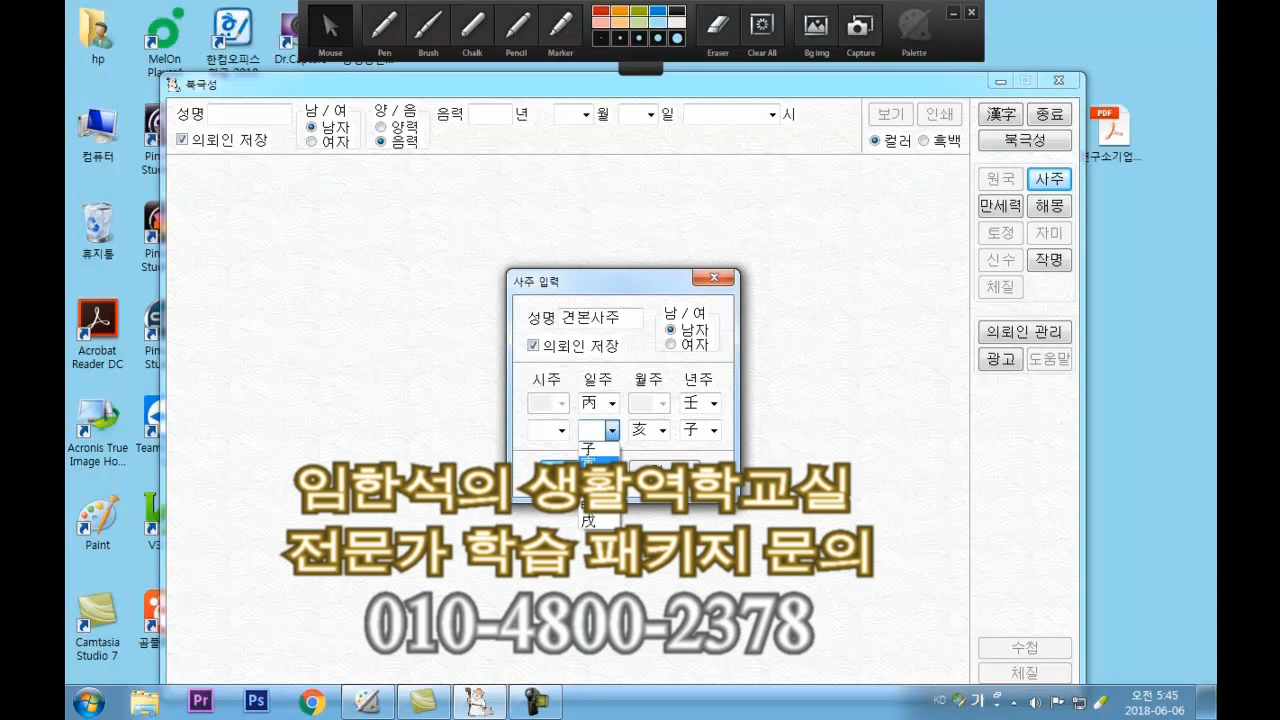 Mouse
Pen
Brush
Chalk
Pencil
Marker
Eraser
Clear All
Bg Img
Capture
Palette
hp
MelOn
한컴오피스
컴퓨터
휴지통
Acrobat
Reader DC
Acronis True
Image Ho...
Paint
Camtasia
Studio 7
PDF
북극성
성명
남 / 여
양 / 음
음력 년 월 일 시
의뢰인 저장
남자
여자
양력
음력
보기
인쇄
컬러
흑백
漢字
종료
북극성
원국
사주
만세력
해몽
토정
자미
신수
작명
체질
의뢰인 관리
광고
도움말
수첩
체질
사주 입력
성명 견본사주
남 / 여
남자
여자
의뢰인 저장
시주 일주 월주 년주
丙 壬
亥 子
子
戌
임한석의 생활역학교실
전문가 학습 패키지 문의
010-4800-2378
Pr
Ps
KO
가
오전 5:45
2018-06-06